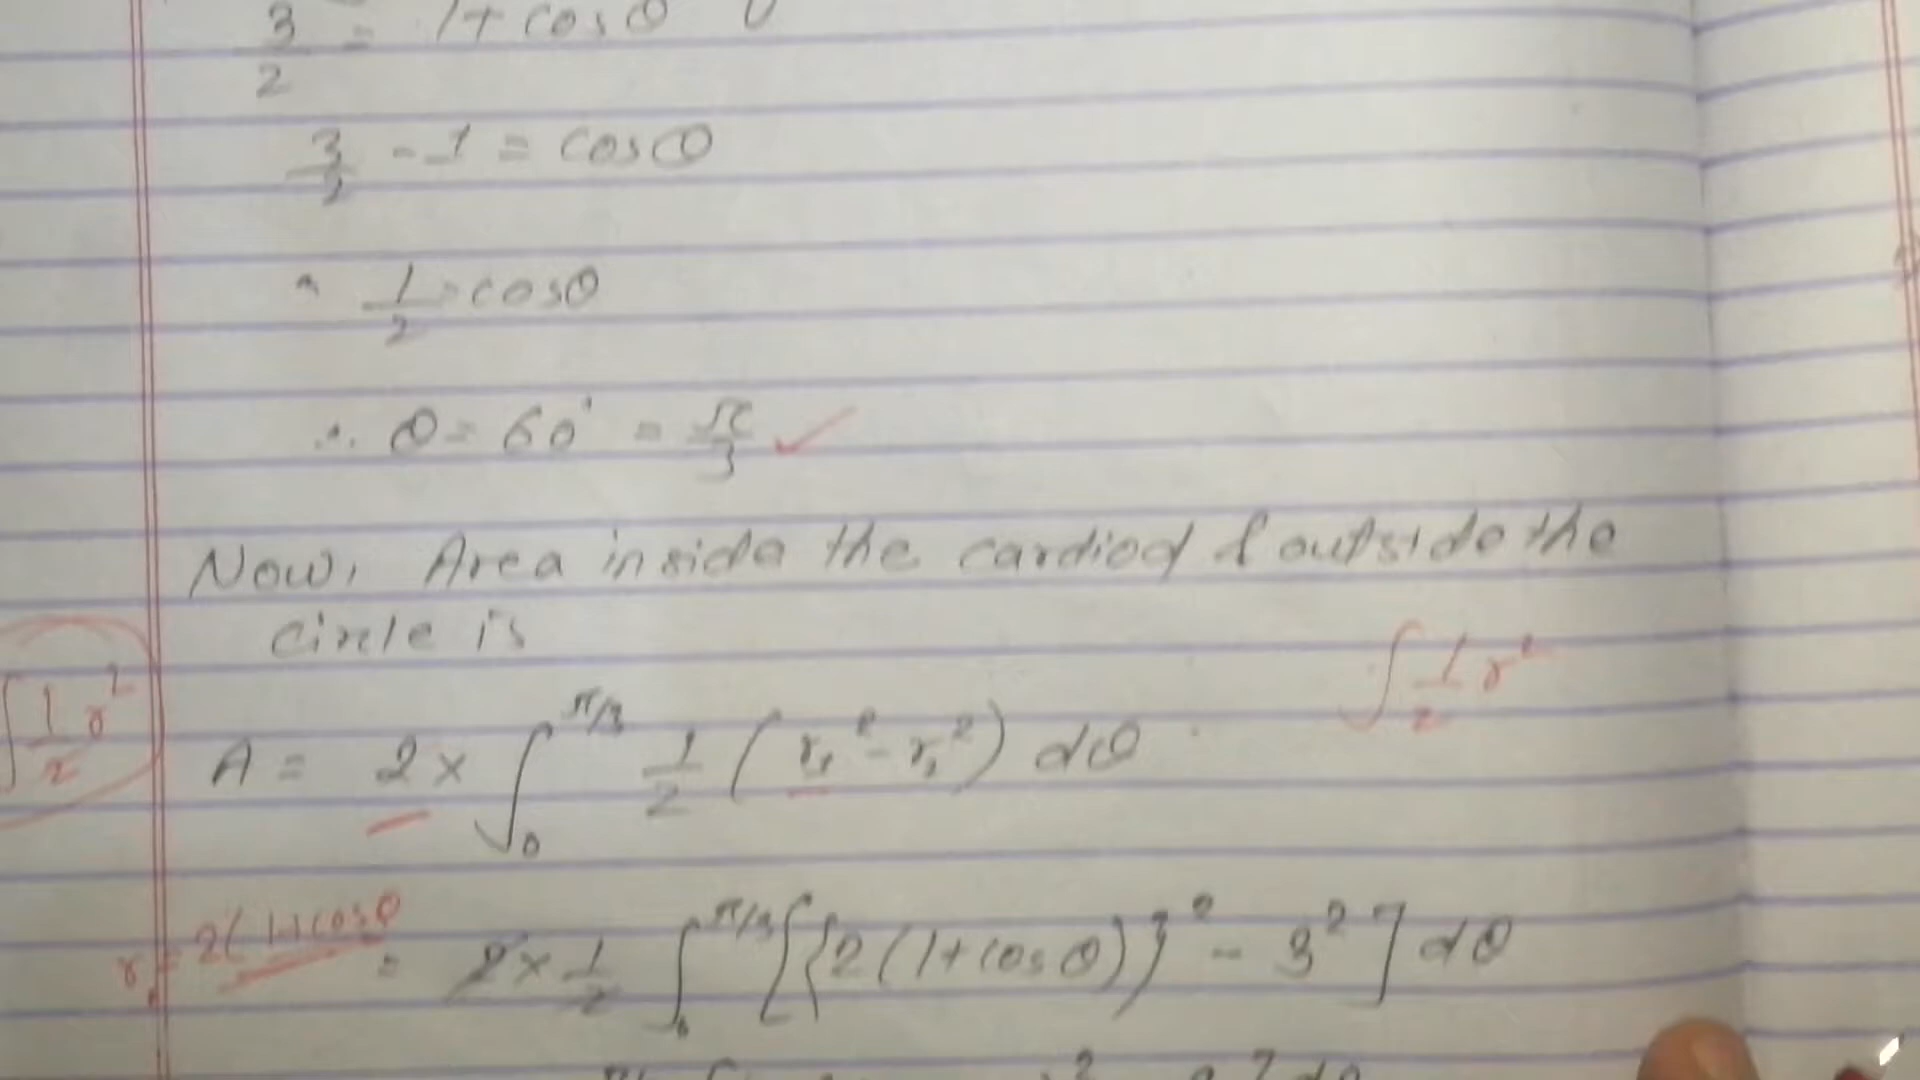 3/2 = 1 + cosθ
3/2 - 1 = cosθ
∴ 1/2 = cosθ
∴ θ = 60° = π/3 ✓
Now, Area inside the cardiod & outside the
circle is
∫ 1/2 r²
∫ 1/2 r²
A = 2 × ∫₀^π/3 1/2 (r₁² - r₂²) dθ
r₁ = 2(1+cosθ
= 2 × 1/2 ∫₀^π/3 [{2(1+cosθ)}² - 3²] dθ